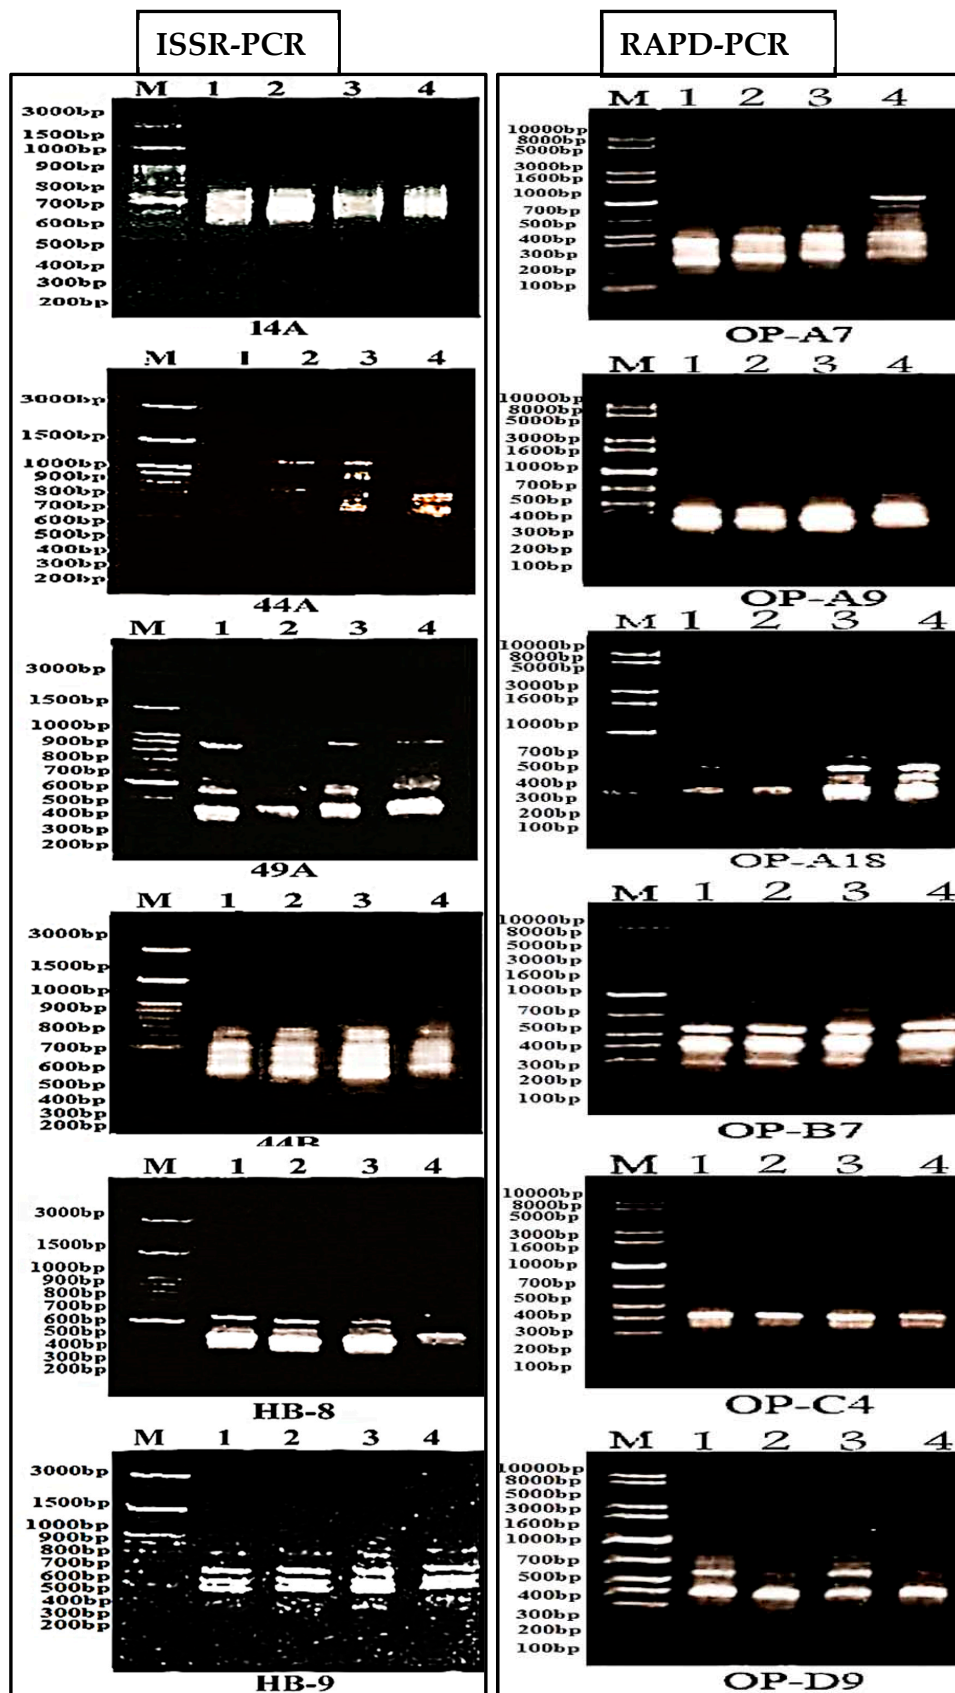 ISSR-PCR
M 1 2 3 4
3000bp
1500bp
1000bp
900bp
800bp
700bp
600bp
500bp
400bp
300bp
200bp
14A
M 1 2 3 4
3000bp
1500bp
1000bp
900bp
800bp
700bp
600bp
500bp
400bp
300bp
200bp
44A
M 1 2 3 4
3000bp
1500bp
1000bp
900bp
800bp
700bp
600bp
500bp
400bp
300bp
200bp
49A
M 1 2 3 4
3000bp
1500bp
1000bp
900bp
800bp
700bp
600bp
500bp
400bp
300bp
200bp
44B
M 1 2 3 4
3000bp
1500bp
1000bp
900bp
800bp
700bp
600bp
500bp
400bp
300bp
200bp
HB-8
M 1 2 3 4
3000bp
1500bp
1000bp
900bp
800bp
700bp
600bp
500bp
400bp
300bp
200bp
HB-9
RAPD-PCR
M 1 2 3 4
10000bp
8000bp
5000bp
3000bp
1600bp
1000bp
700bp
500bp
400bp
300bp
200bp
100bp
OP-A7
M 1 2 3 4
10000bp
8000bp
5000bp
3000bp
1600bp
1000bp
700bp
500bp
400bp
300bp
200bp
100bp
OP-A9
M 1 2 3 4
10000bp
8000bp
5000bp
3000bp
1600bp
1000bp
700bp
500bp
400bp
300bp
200bp
100bp
OP-A18
M 1 2 3 4
10000bp
8000bp
5000bp
3000bp
1600bp
1000bp
700bp
500bp
400bp
300bp
200bp
100bp
OP-B7
M 1 2 3 4
10000bp
8000bp
5000bp
3000bp
1600bp
1000bp
700bp
500bp
400bp
300bp
200bp
100bp
OP-C4
M 1 2 3 4
10000bp
8000bp
5000bp
3000bp
1600bp
1000bp
700bp
500bp
400bp
300bp
200bp
100bp
OP-D9